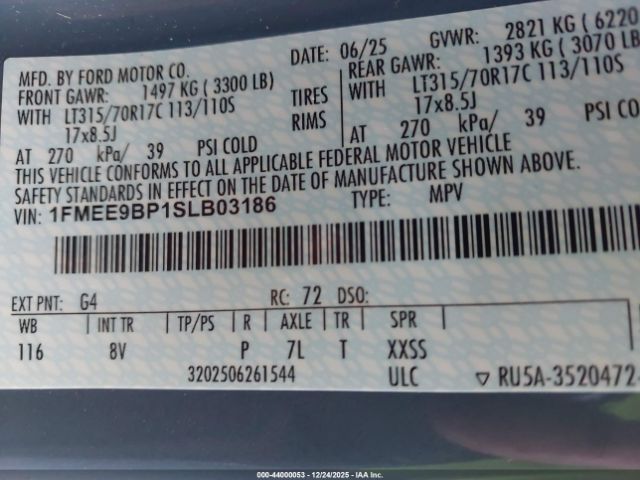 MFD. BY FORD MOTOR CO. DATE: 06/25 GVWR: 2821 KG ( 6220
FRONT GAWR: 1497 KG ( 3300 LB) REAR GAWR: 1393 KG ( 3070 LB
WITH LT315/70R17C 113/110S TIRES WITH LT315/70R17C 113/110S
17x8.5J RIMS 17x8.5J
AT 270 kPa/ 39 PSI COLD AT 270 kPa/ 39 PSI CO
THIS VEHICLE CONFORMS TO ALL APPLICABLE FEDERAL MOTOR VEHICLE
SAFETY STANDARDS IN EFFECT ON THE DATE OF MANUFACTURE SHOWN ABOVE.
VIN: 1FMEE9BP1SLB03186 TYPE: MPV
EXT PNT: G4 RC: 72 DSO:
WB INT TR TP/PS R AXLE TR SPR
116 8V P 7L T XXSS
3202506261544 ULC ▽ RU5A-3520472-
000-44000053 - 12/24/2025 - IAA Inc.